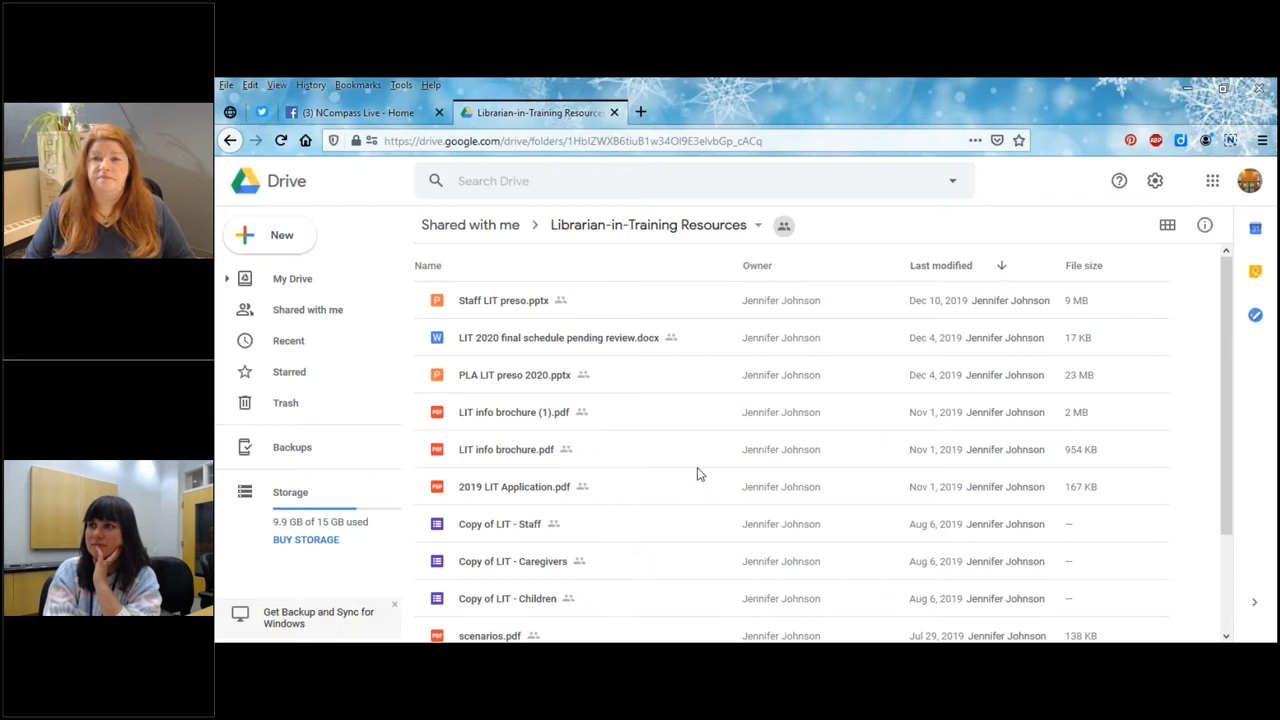 File Edit View History Bookmarks Tools Help
(3) NCompass Live - Home
Librarian-in-Training Resources
https://drive.google.com/drive/folders/1HbIZWXB6tiuB1w34OI9E3elvbGp_cACq
Drive
Search Drive
New
Shared with me > Librarian-in-Training Resources
Name Owner Last modified File size
My Drive
Shared with me
Recent
Starred
Trash
Backups
Storage
9.9 GB of 15 GB used
BUY STORAGE
Get Backup and Sync for
Windows
Staff LIT preso.pptx Jennifer Johnson Dec 10, 2019 Jennifer Johnson 9 MB
LIT 2020 final schedule pending review.docx Jennifer Johnson Dec 4, 2019 Jennifer Johnson 17 KB
PLA LIT preso 2020.pptx Jennifer Johnson Dec 4, 2019 Jennifer Johnson 23 MB
LIT info brochure (1).pdf Jennifer Johnson Nov 1, 2019 Jennifer Johnson 2 MB
LIT info brochure.pdf Jennifer Johnson Nov 1, 2019 Jennifer Johnson 954 KB
2019 LIT Application.pdf Jennifer Johnson Nov 1, 2019 Jennifer Johnson 167 KB
Copy of LIT - Staff Jennifer Johnson Aug 6, 2019 Jennifer Johnson —
Copy of LIT - Caregivers Jennifer Johnson Aug 6, 2019 Jennifer Johnson —
Copy of LIT - Children Jennifer Johnson Aug 6, 2019 Jennifer Johnson —
scenarios.pdf Jennifer Johnson Jul 29, 2019 Jennifer Johnson 138 KB